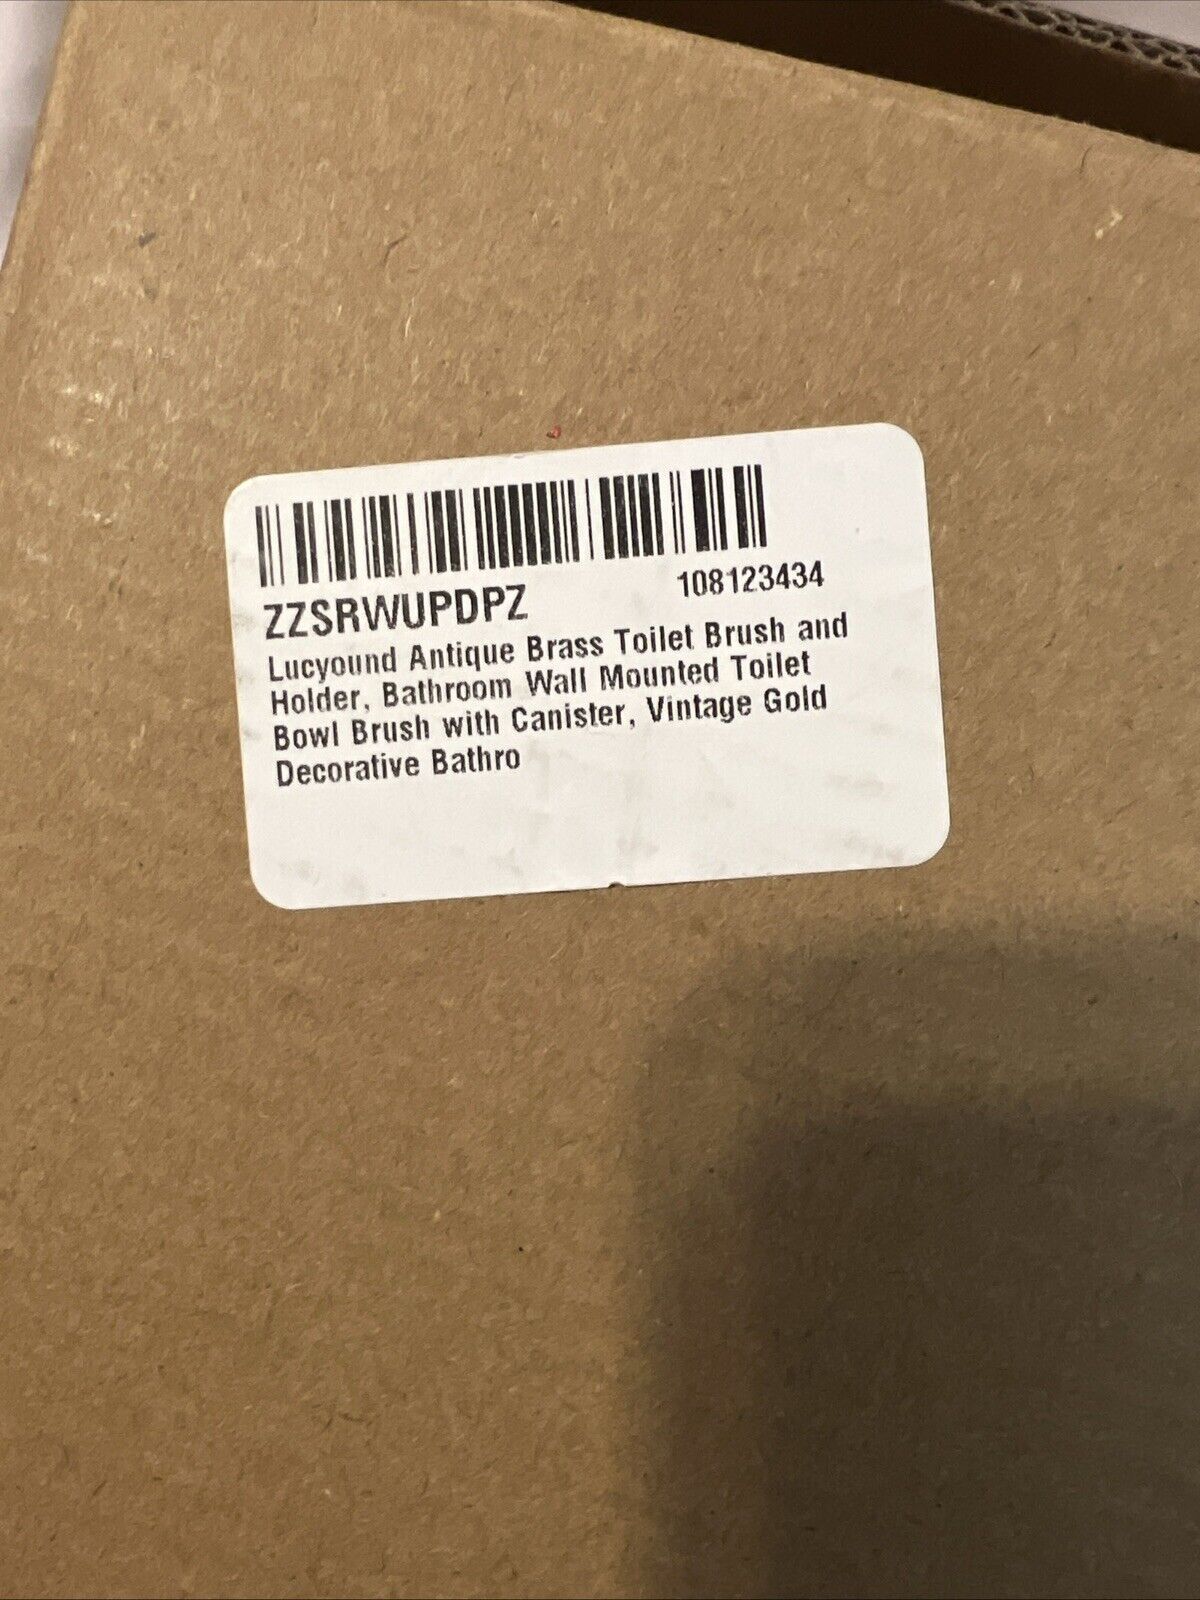 ZZSRWUPDPZ 108123434
Lucyound Antique Brass Toilet Brush and
Holder, Bathroom Wall Mounted Toilet
Bowl Brush with Canister, Vintage Gold
Decorative Bathro